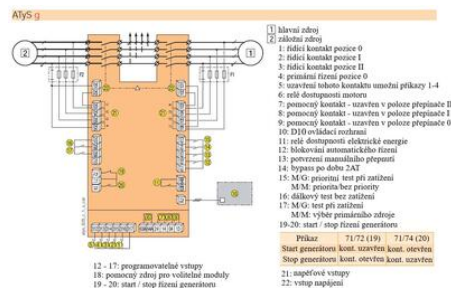 ATyS g
1 hlavní zdroj
2 záložní zdroj
1: řídící kontakt pozice 0
2: řídící kontakt pozice I
3: řídící kontakt pozice II
4: primární řízení pozice 0
5: uzavření tohoto kontaktu umožní příkazy 1-4
6: relé dostupnosti motoru
7: pomocný kontakt - uzavřen v poloze přepínače II
8: pomocný kontakt - uzavřen v poloze přepínače I
9: pomocný kontakt - uzavřen v poloze přepínače 0
10: D10 ovládací rozhraní
11: relé dostupnosti elektrické energie
12: blokování automatického řízení
13: potvrzení manuálního přepnutí
14: bypass po dobu 2AT
15: M/G: prioritní test při zatížení
M/M: priorita/bez priority
16: dálkový test bez zatížení
17: M/G: test při zatížení
M/M: výběr primárního zdroje
19-20: start / stop řízení generátoru
Příkaz 71/72 (19) 71/74 (20)
Start generátoru kont. uzavřen kont. otevřen
Stop generátoru kont. otevřen kont. uzavřen
21: napěťové vstupy
22: vstup napájení
12 - 17: programovatelné vstupy
18: pomocný zdroj pro volitelné moduly
19 - 20: start / stop řízení generátoru